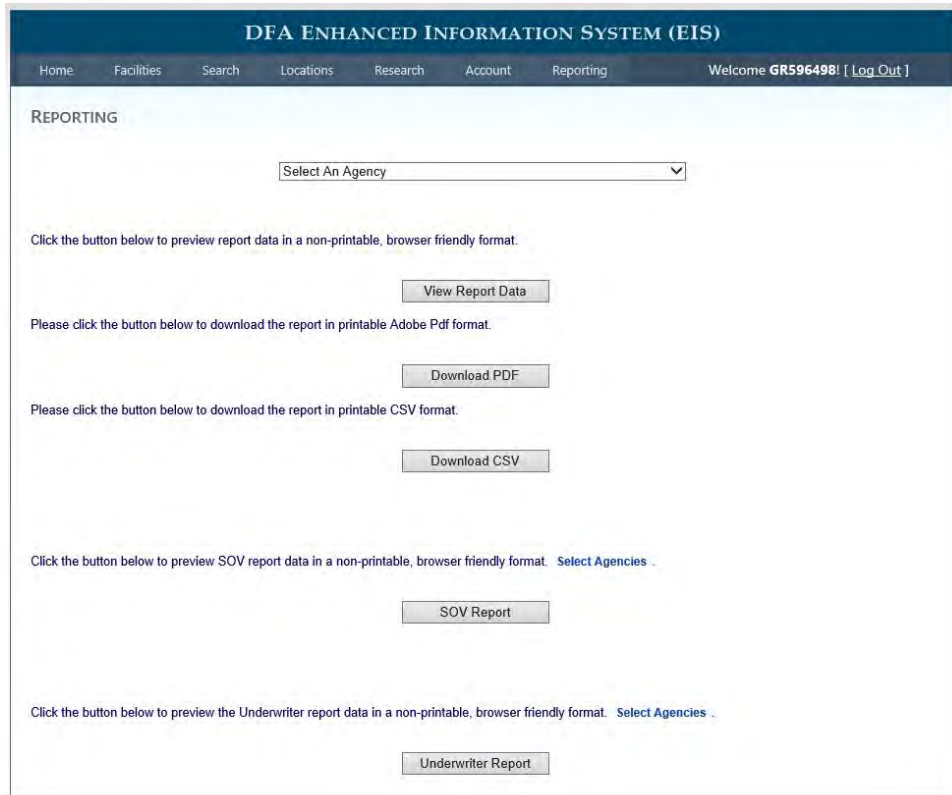 DFA ENHANCED INFORMATION SYSTEM (EIS)
Home Facilities Search Locations Research Account Reporting Welcome GR596498! [ Log Out ]
REPORTING
Select An Agency
Click the button below to preview report data in a non-printable, browser friendly format.
View Report Data
Please click the button below to download the report in printable Adobe Pdf format.
Download PDF
Please click the button below to download the report in printable CSV format.
Download CSV
Click the button below to preview SOV report data in a non-printable, browser friendly format. Select Agencies .
SOV Report
Click the button below to preview the Underwriter report data in a non-printable, browser friendly format. Select Agencies .
Underwriter Report